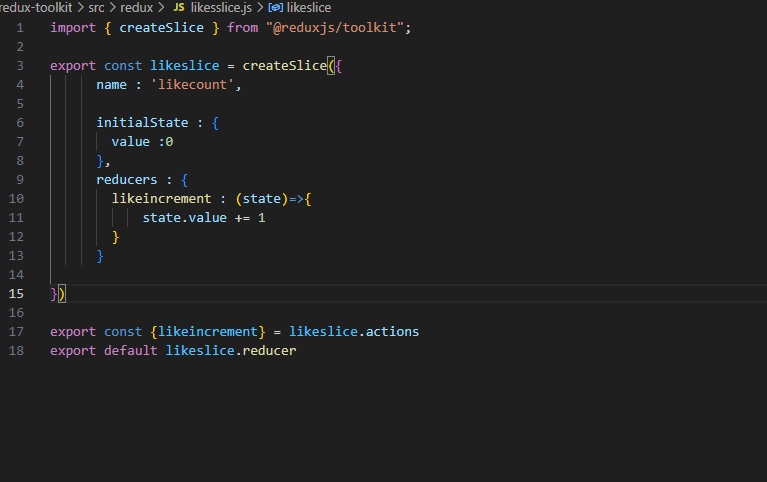 redux-toolkit > src > redux > JS likesslice.js > likeslice
1 import { createSlice } from "@reduxjs/toolkit";
2
3 export const likeslice = createSlice({
4 name : 'likecount',
5
6 initialState : {
7 value :0
8 },
9 reducers : {
10 likeincrement : (state)=>{
11 state.value += 1
12 }
13 }
14
15 })
16
17 export const {likeincrement} = likeslice.actions
18 export default likeslice.reducer